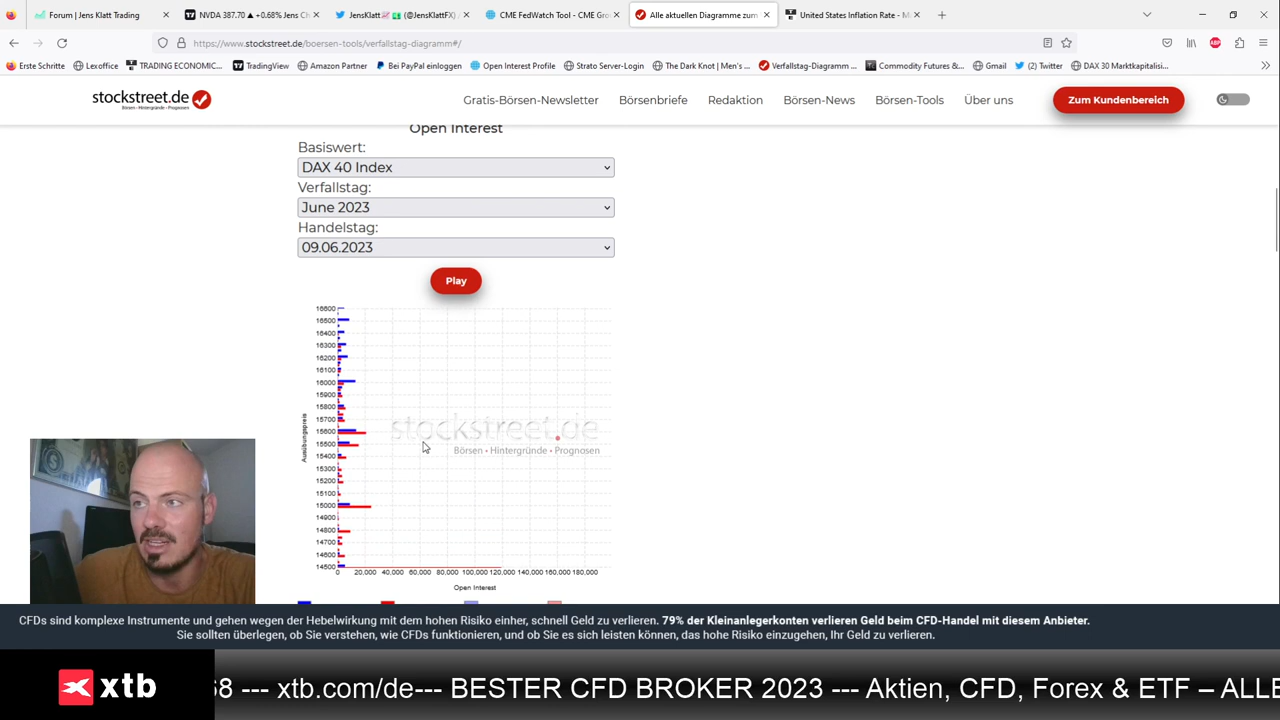 Forum | Jens Klatt Trading
NVDA 387.70 ▲ +0.68% Jens Ch
JensKlatt (@JensKlattFX) /
CME FedWatch Tool - CME Gro
Alle aktuellen Diagramme zum
United States Inflation Rate - M
https://www.stockstreet.de/boersen-tools/verfallstag-diagramm#/
Erste Schritte
Lexoffice
TRADING ECONOMIC...
TradingView
Amazon Partner
Bei PayPal einloggen
Open Interest Profile
Strato Server-Login
The Dark Knot | Men's ...
Verfallstag-Diagramm ...
Commodity Futures &...
Gmail
(2) Twitter
DAX 30 Marktkapitalisi...
stockstreet.de
Börsen • Hintergründe • Prognosen
Gratis-Börsen-Newsletter
Börsenbriefe
Redaktion
Börsen-News
Börsen-Tools
Über uns
Zum Kundenbereich
Open Interest
Basiswert:
DAX 40 Index
Verfallstag:
June 2023
Handelstag:
09.06.2023
Play
16600
16500
16400
16300
16200
16100
16000
15900
15800
15700
15600
15500
15400
15300
15200
15100
15000
14900
14800
14700
14600
14500
Ausübungspreis
stockstreet.de
Börsen • Hintergründe • Prognosen
0 20,000 40,000 60,000 80,000 100,000 120,000 140,000 160,000 180,000
Open Interest
CFDs sind komplexe Instrumente und gehen wegen der Hebelwirkung mit dem hohen Risiko einher, schnell Geld zu verlieren. 79% der Kleinanlegerkonten verlieren Geld beim CFD-Handel mit diesem Anbieter.
Sie sollten überlegen, ob Sie verstehen, wie CFDs funktionieren, und ob Sie es sich leisten können, das hohe Risiko einzugehen, Ihr Geld zu verlieren.
xtb
68 --- xtb.com/de--- BESTER CFD BROKER 2023 --- Aktien, CFD, Forex & ETF – ALLE